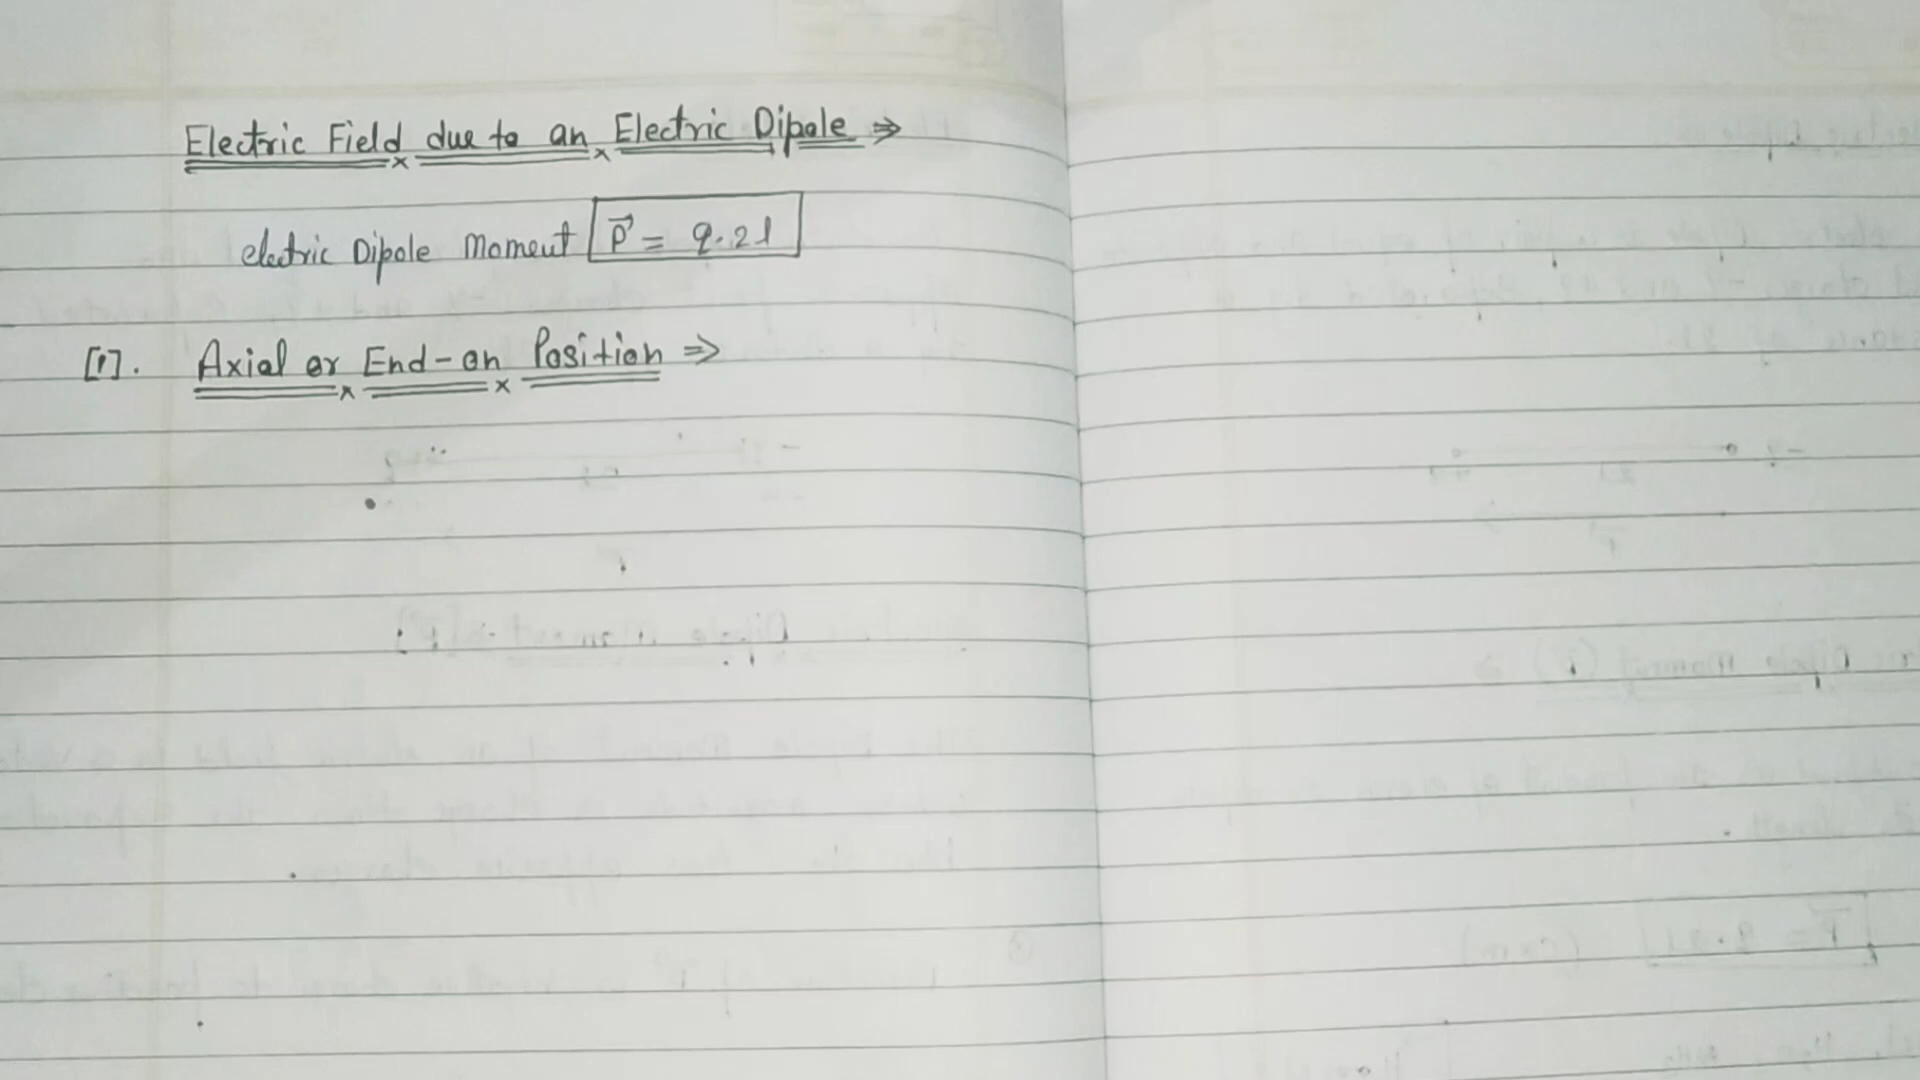 Electric Field due to an Electric Dipole ⇒
electric Dipole Moment P⃗ = q.2l
[1]. Axial or End-on Position ⇒